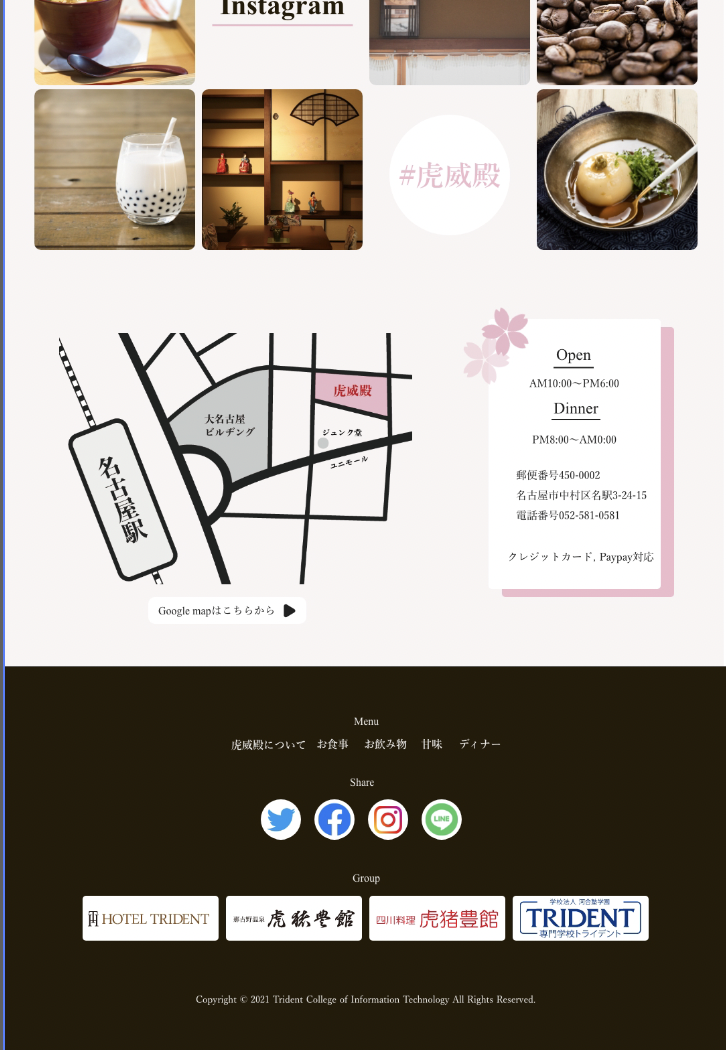 Instagram
#虎威殿
虎威殿
大名古屋
ビルヂング
ジュンク堂
ユニモール
名古屋駅
Google mapはこちらから
Open
AM10:00〜PM6:00
Dinner
PM8:00〜AM0:00
郵便番号450-0002
名古屋市中村区名駅3-24-15
電話番号052-581-0581
クレジットカード, Paypay対応
Menu
虎威殿について お食事 お飲み物 甘味 ディナー
Share
LINE
Group
HOTEL TRIDENT
四川料理 虎猪豊館
学校法人 河合塾学園
TRIDENT
専門学校トライデント
Copyright © 2021 Trident College of Information Technology All Rights Reserved.